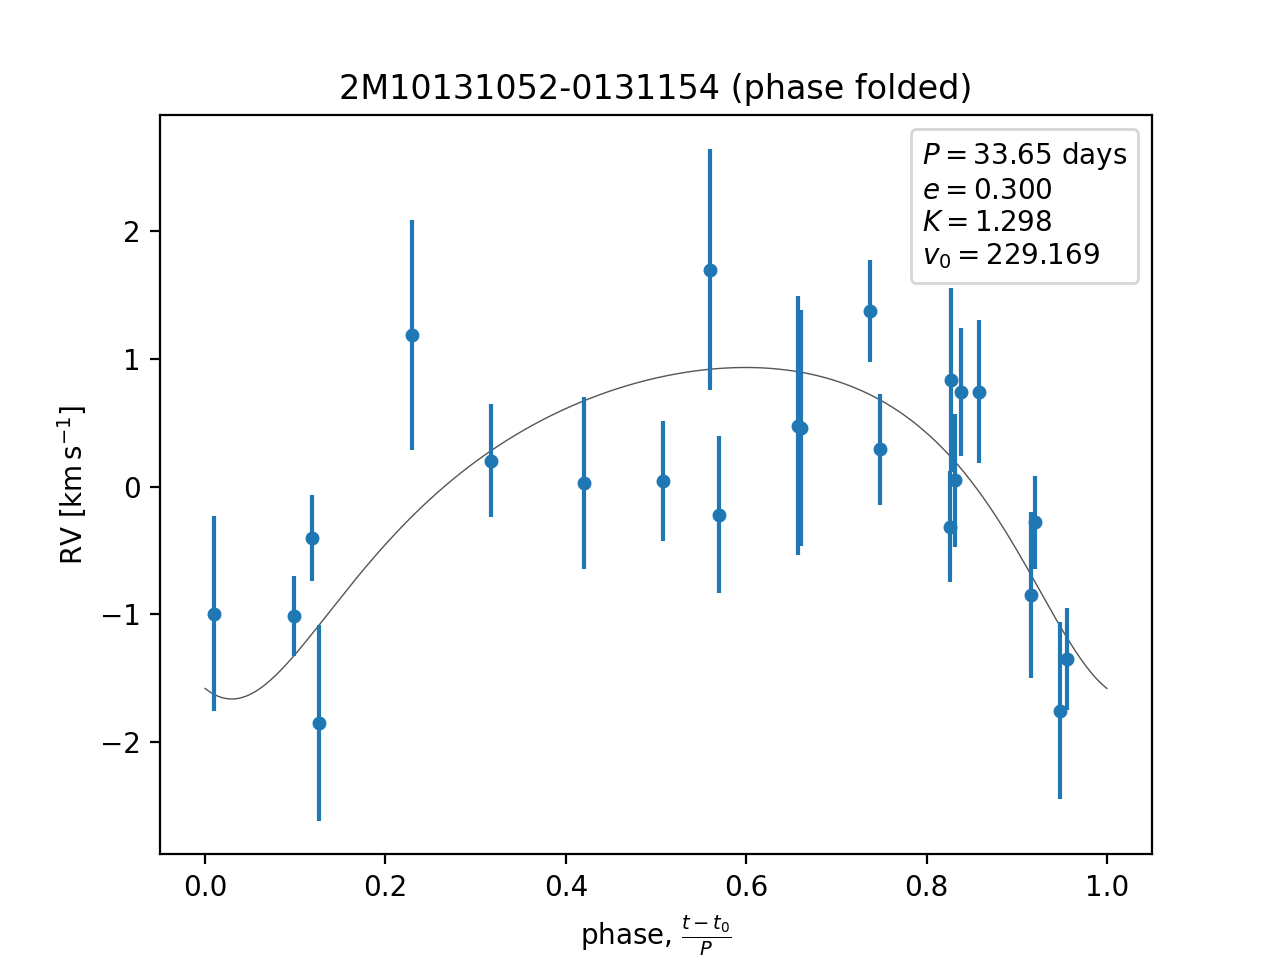 2M10131052-0131154 (phase folded)
P = 33.65 days
e = 0.300
K = 1.298
v₀ = 229.169
RV [km s⁻¹]
2
1
0
−1
−2
0.0 0.2 0.4 0.6 0.8 1.0
phase, (t − t₀)/P